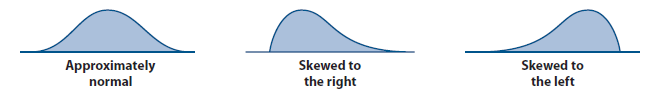 Approximately
normal
Skewed to
the right
Skewed to
the left